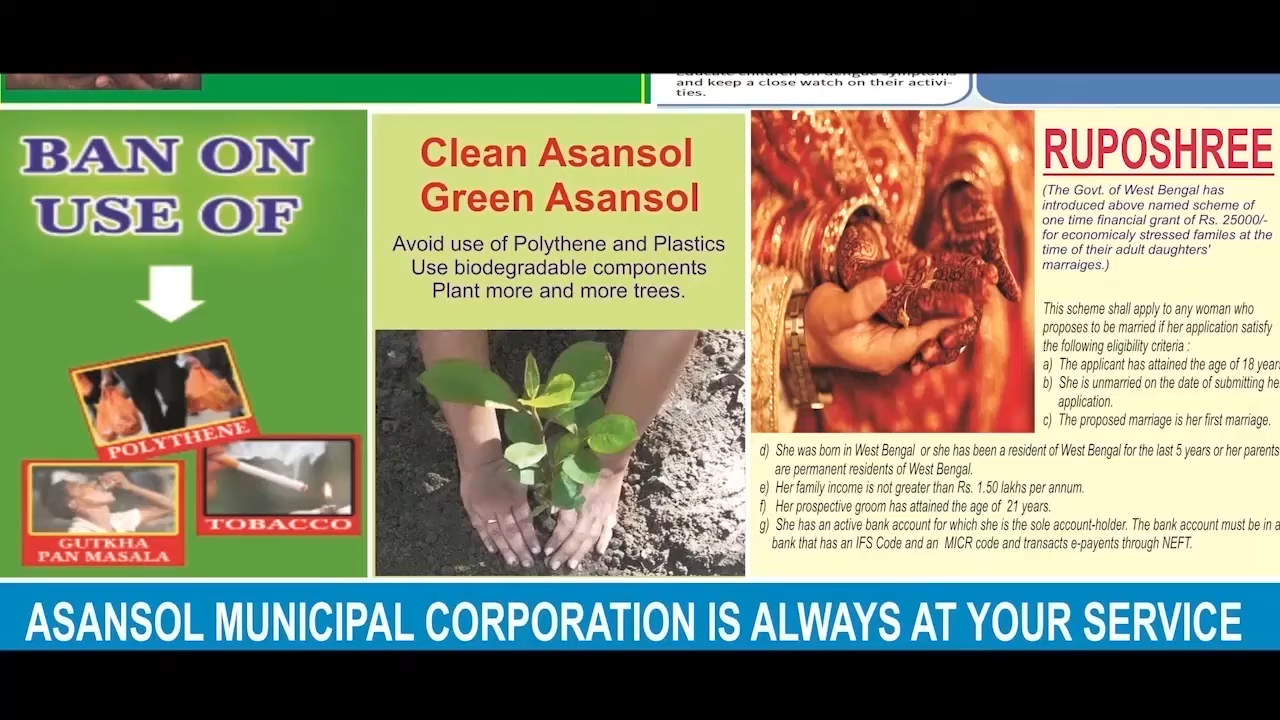 and keep a close watch on their activi-
ties.
BAN ON
USE OF
POLYTHENE
TOBACCO
GUTKHA
PAN MASALA
Clean Asansol
Green Asansol
Avoid use of Polythene and Plastics
Use biodegradable components
Plant more and more trees.
RUPOSHREE
(The Govt. of West Bengal has
introduced above named scheme of
one time financial grant of Rs. 25000/-
for economicaly stressed familes at the
time of their adult daughters'
marraiges.)
This scheme shall apply to any woman who
proposes to be married if her application satisfy
the following eligibility criteria :
a) The applicant has attained the age of 18 years
b) She is unmarried on the date of submitting he
application.
c) The proposed marriage is her first marriage.
d) She was born in West Bengal or she has been a resident of West Bengal for the last 5 years or her parents
are permanent residents of West Bengal.
e) Her family income is not greater than Rs. 1.50 lakhs per annum.
f) Her prospective groom has attained the age of 21 years.
g) She has an active bank account for which she is the sole account-holder. The bank account must be in a
bank that has an IFS Code and an MICR code and transacts e-payents through NEFT.
ASANSOL MUNICIPAL CORPORATION IS ALWAYS AT YOUR SERVICE